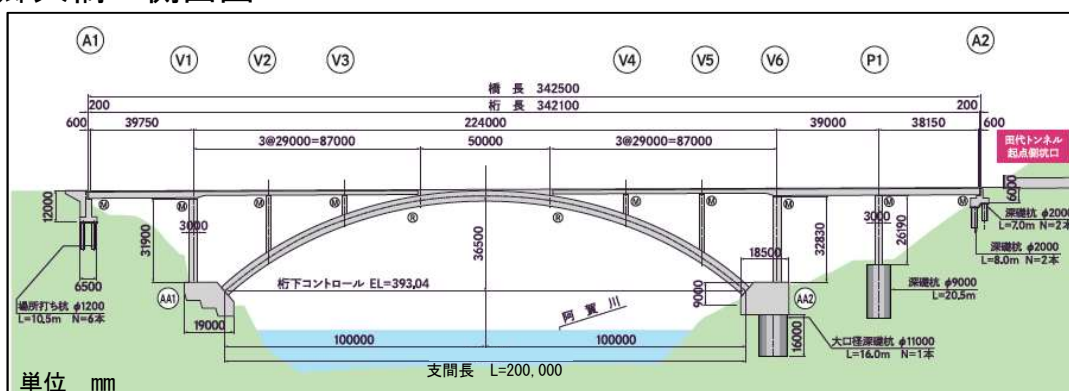 A1
V1
V2
V3
V4
V5
V6
P1
A2
橋 長 342500
200
桁 長 342100
200
600
39750
224000
39000
38150
600
3@29000=87000
50000
3@29000=87000
田代トンネル
起点側坑口
M
M
M
M
R
R
M
M
M
M
M
12000
31900
3000
36500
18500
32830
3000
26190
6000
深礎杭 φ2000
L=7.0m N=2本
深礎杭 φ2000
L=8.0m N=2本
6500
場所打ち杭 φ1200
L=10.5m N=6本
AA1
桁下コントロール EL=393.04
9000
AA2
深礎杭 φ9000
L=20.5m
19000
阿 賀 川
100000
100000
16000
大口径深礎杭 φ11000
L=16.0m N=1本
支間長 L=200,000
単位 mm